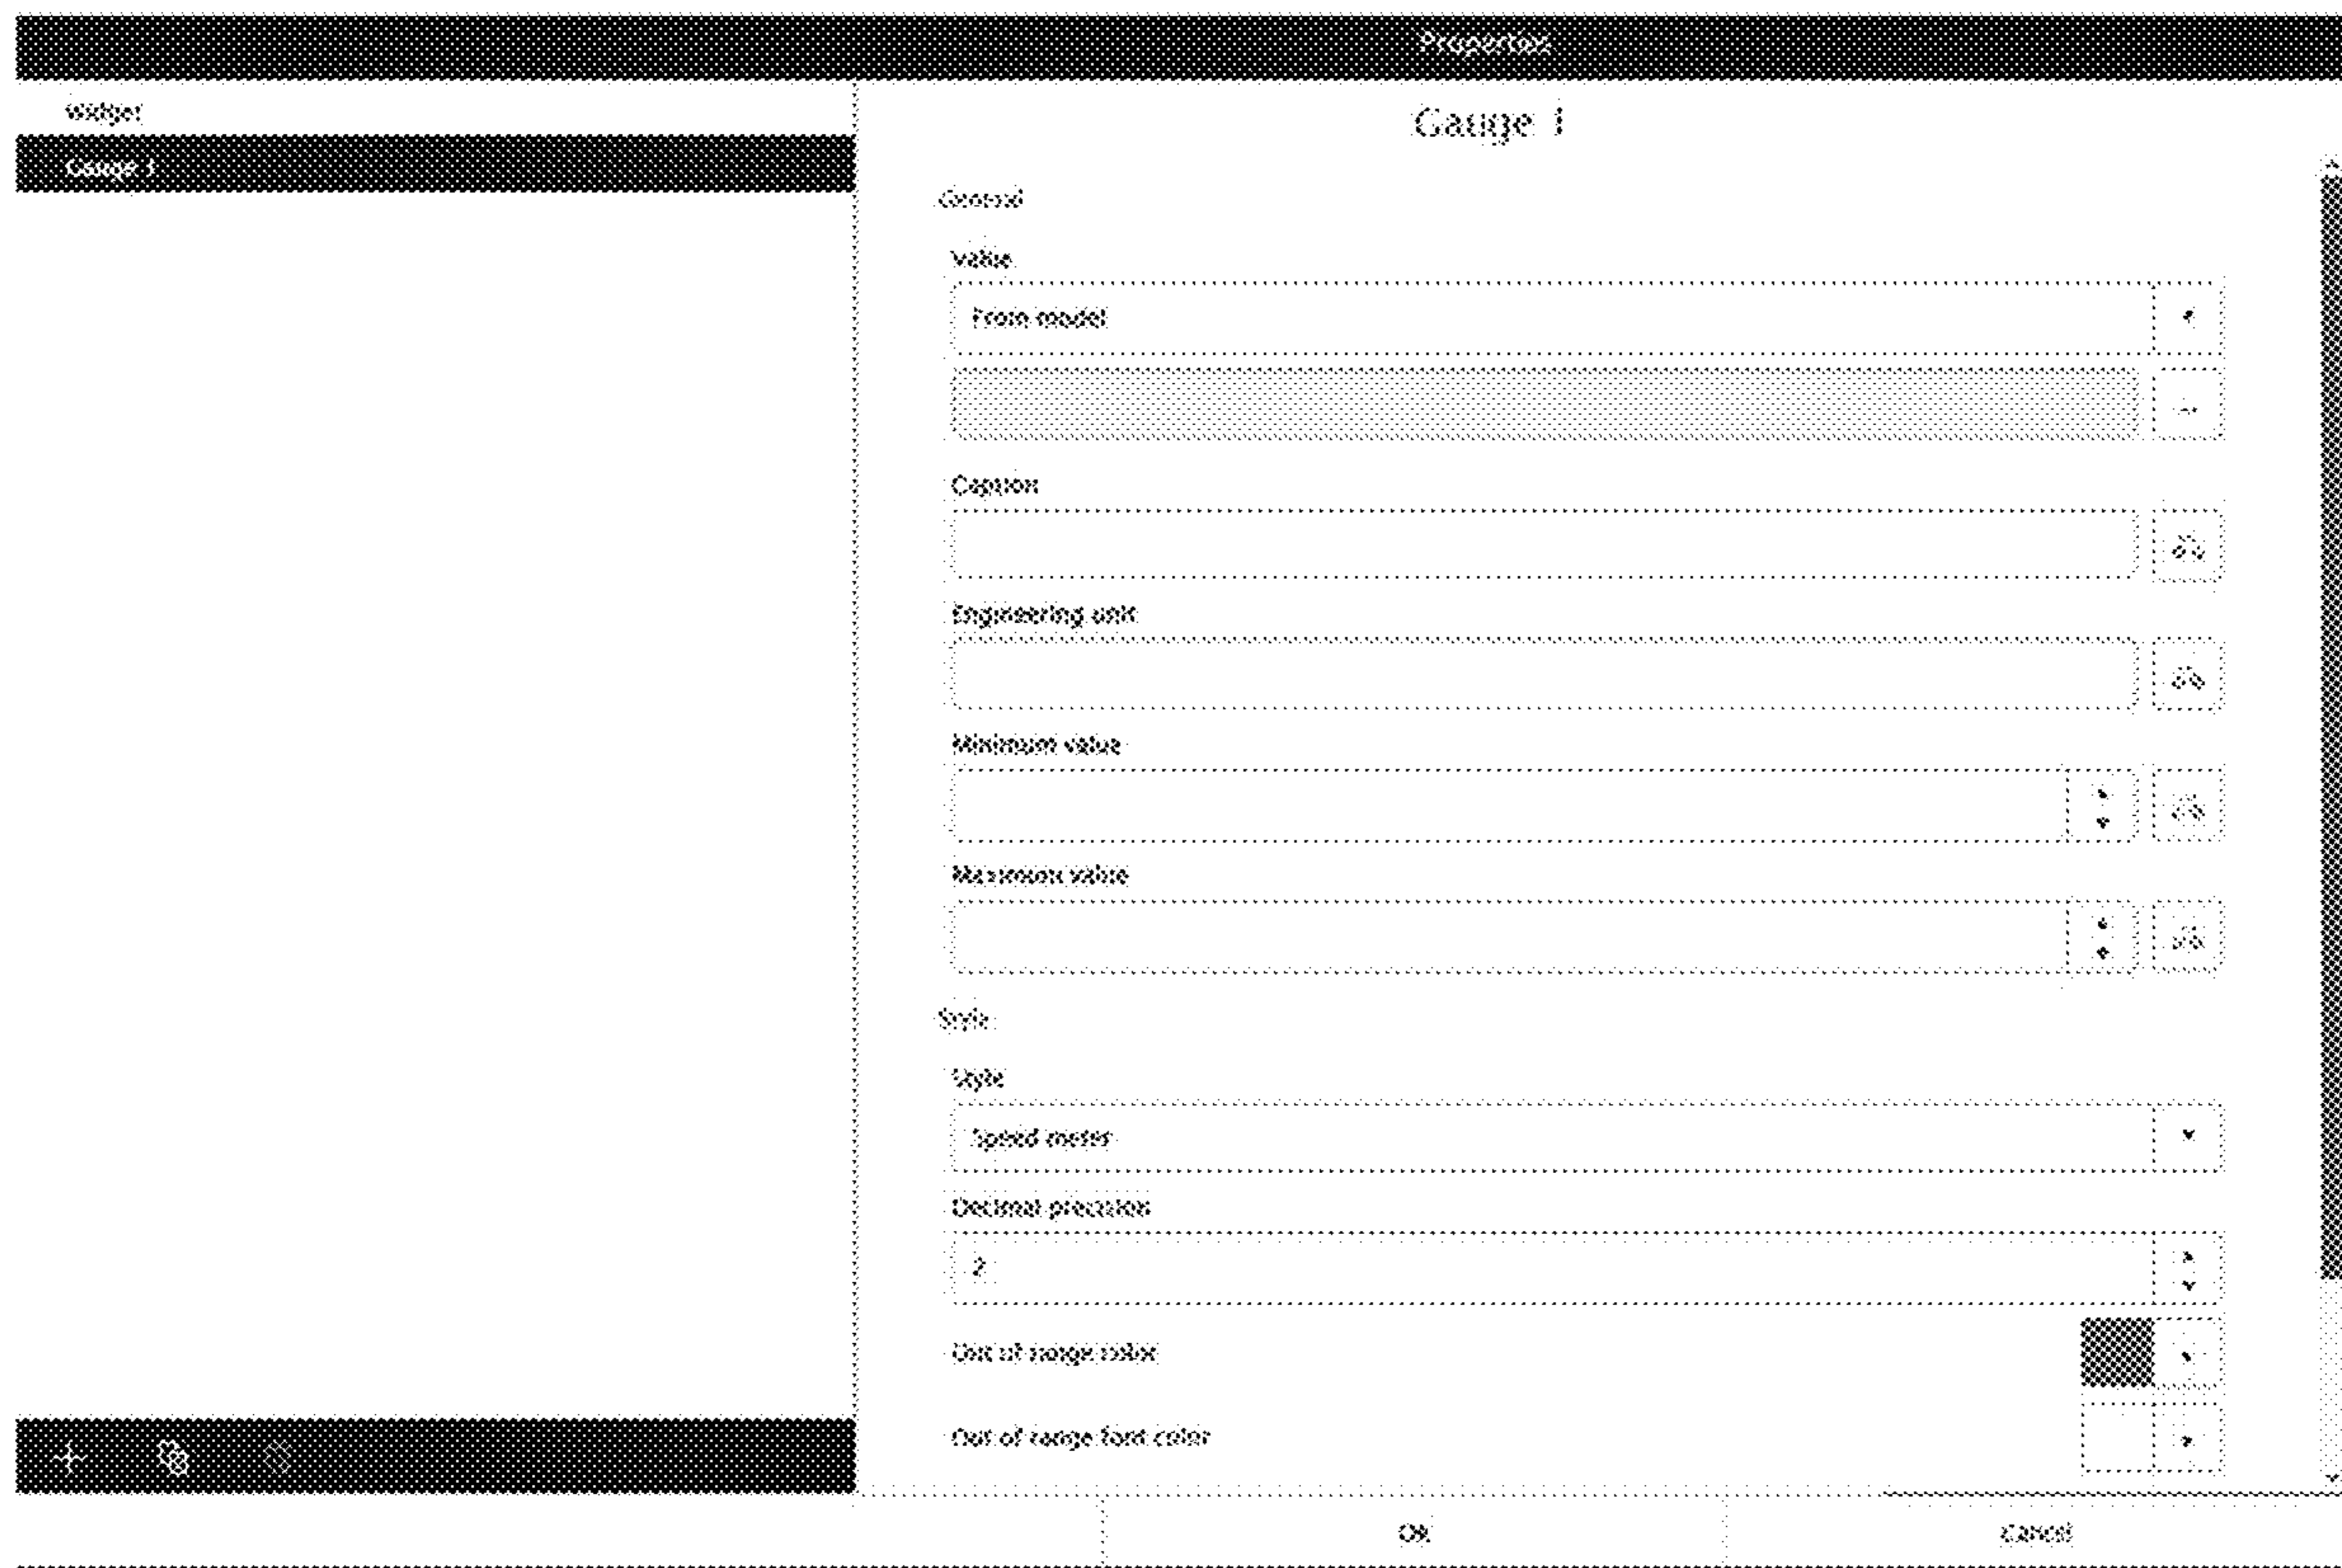 Properties
Widget
Gauge 1
Gauge 1
General
Value
From model
...
Caption
Engineering unit
Minimum value
Maximum value
Style
Style
Speed meter
Decimal precision
2
Out of range color
Out of range font color
Ok
Cancel